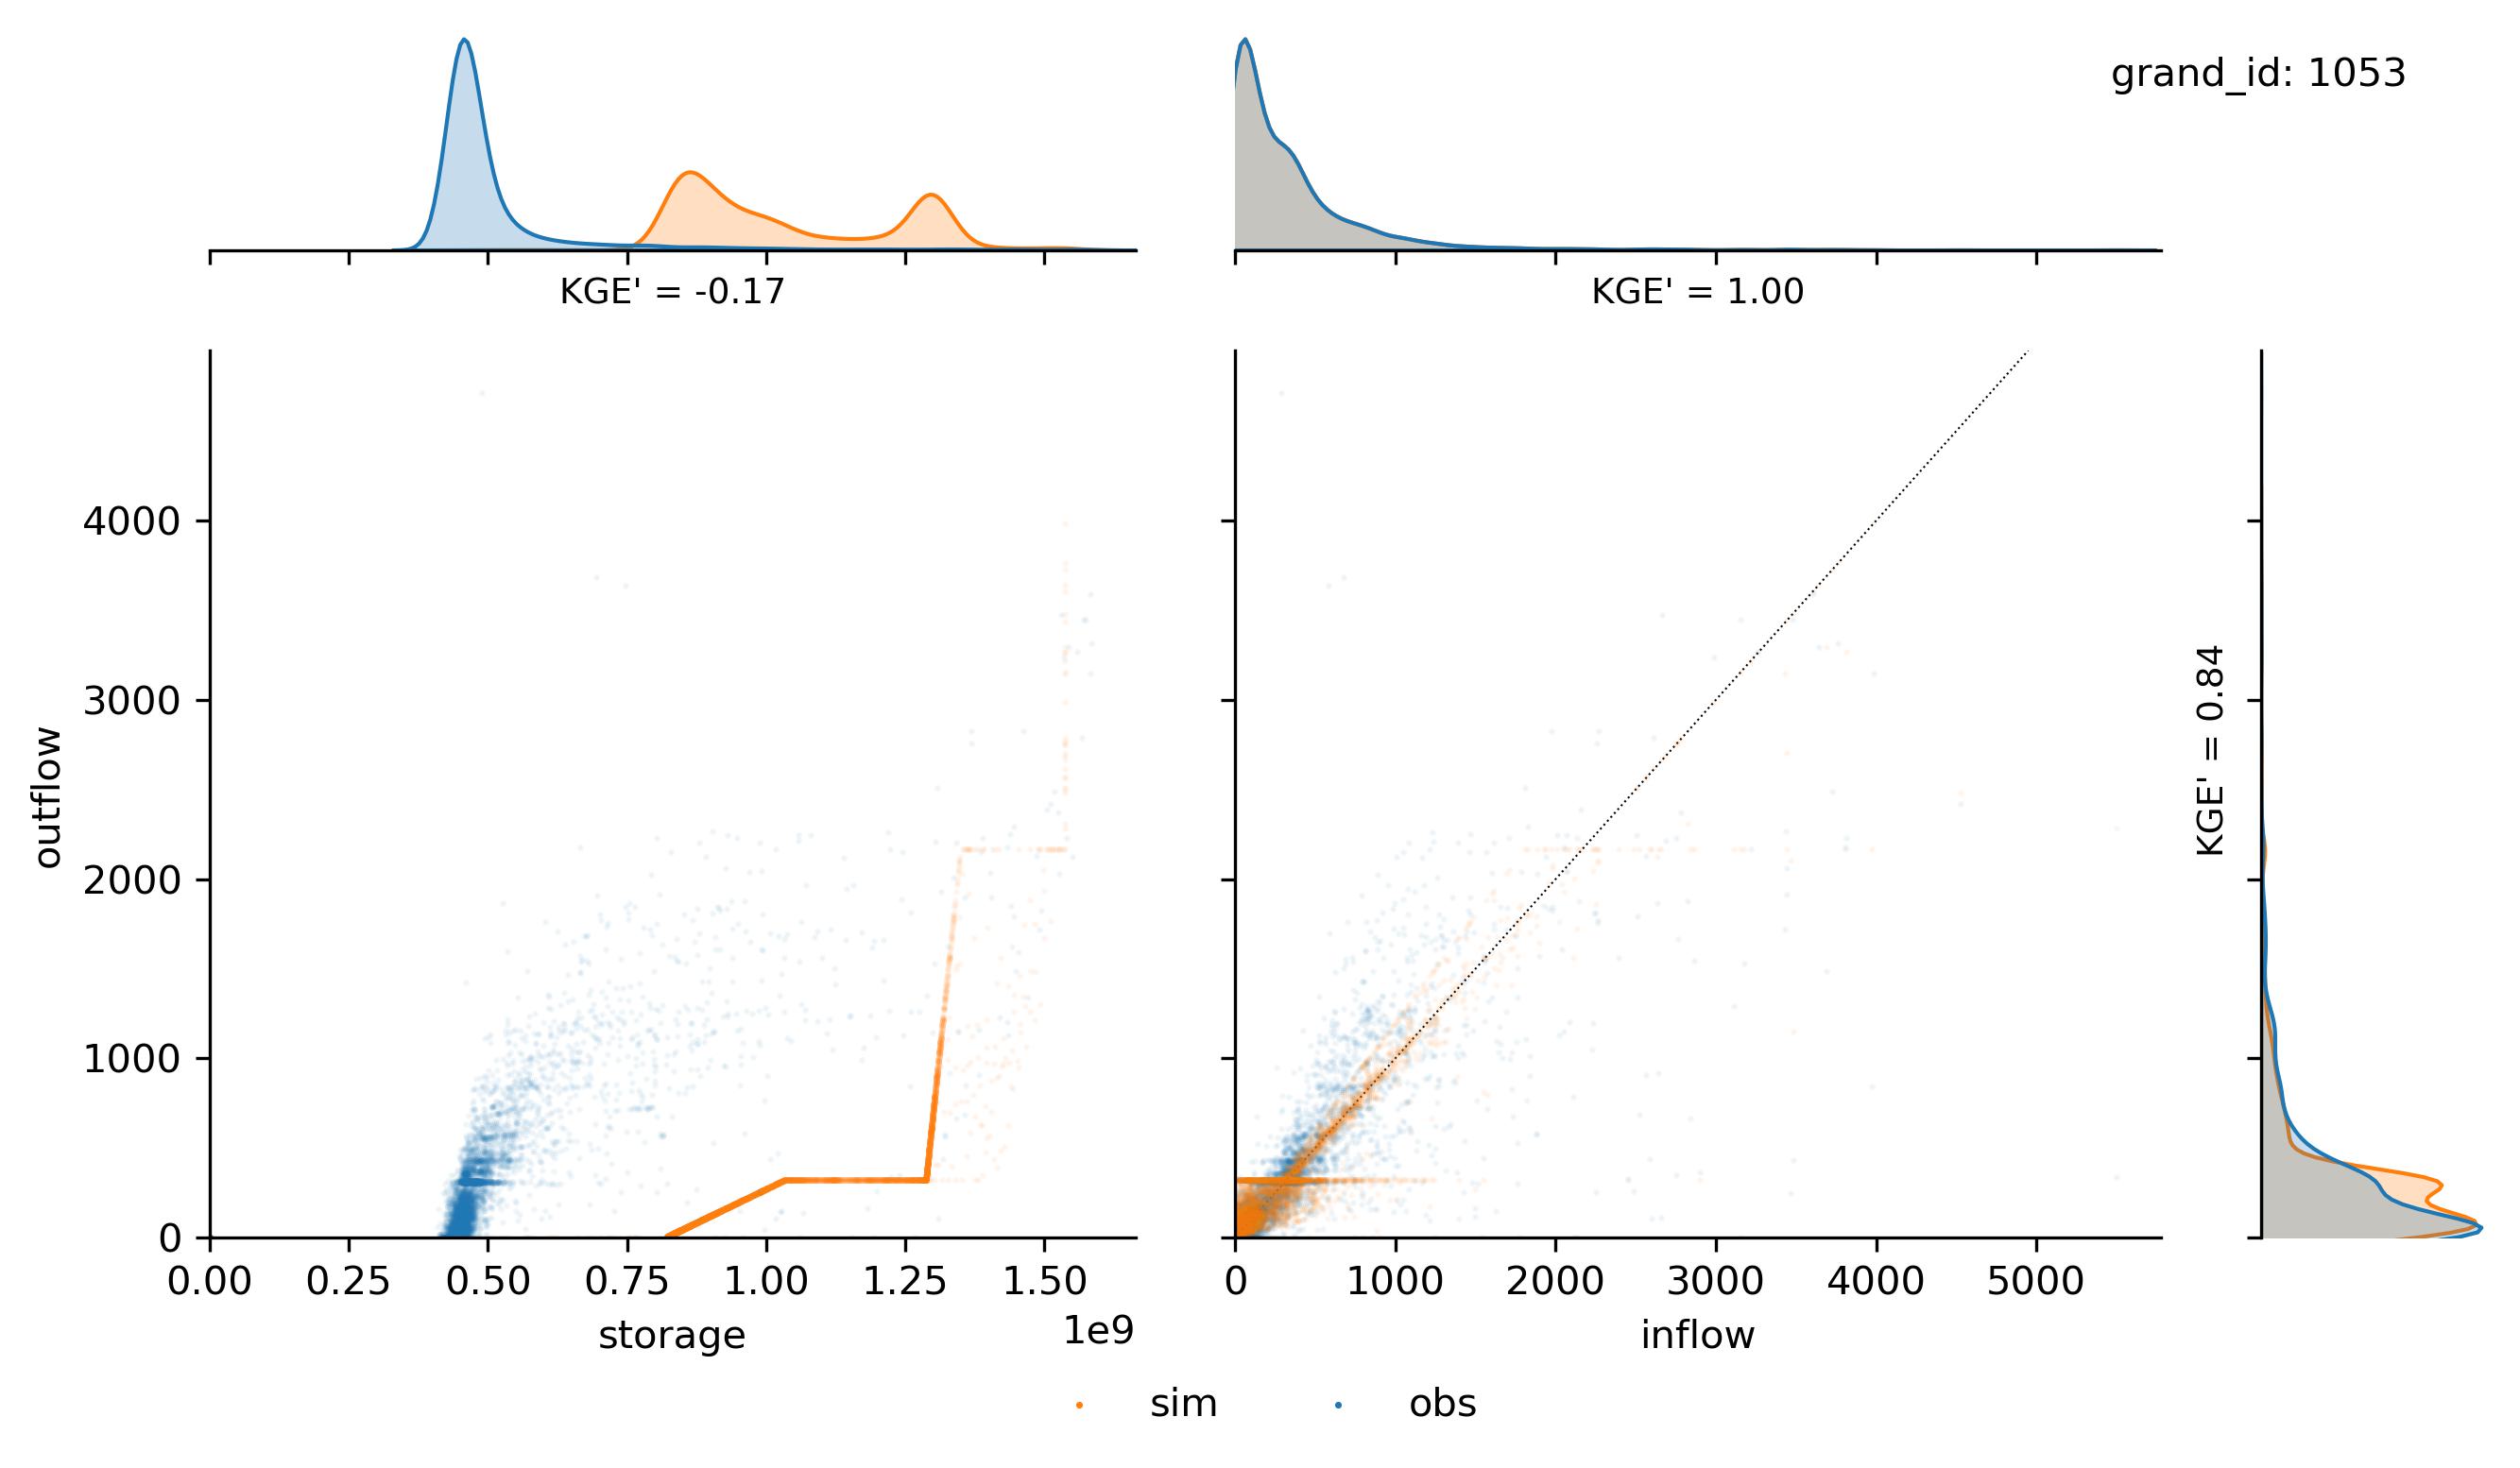 grand_id: 1053
KGE' = -0.17
KGE' = 1.00
outflow
4000
3000
2000
1000
0
KGE' = 0.84
0.00 0.25 0.50 0.75 1.00 1.25 1.50
1e9
storage
0 1000 2000 3000 4000 5000
inflow
sim obs